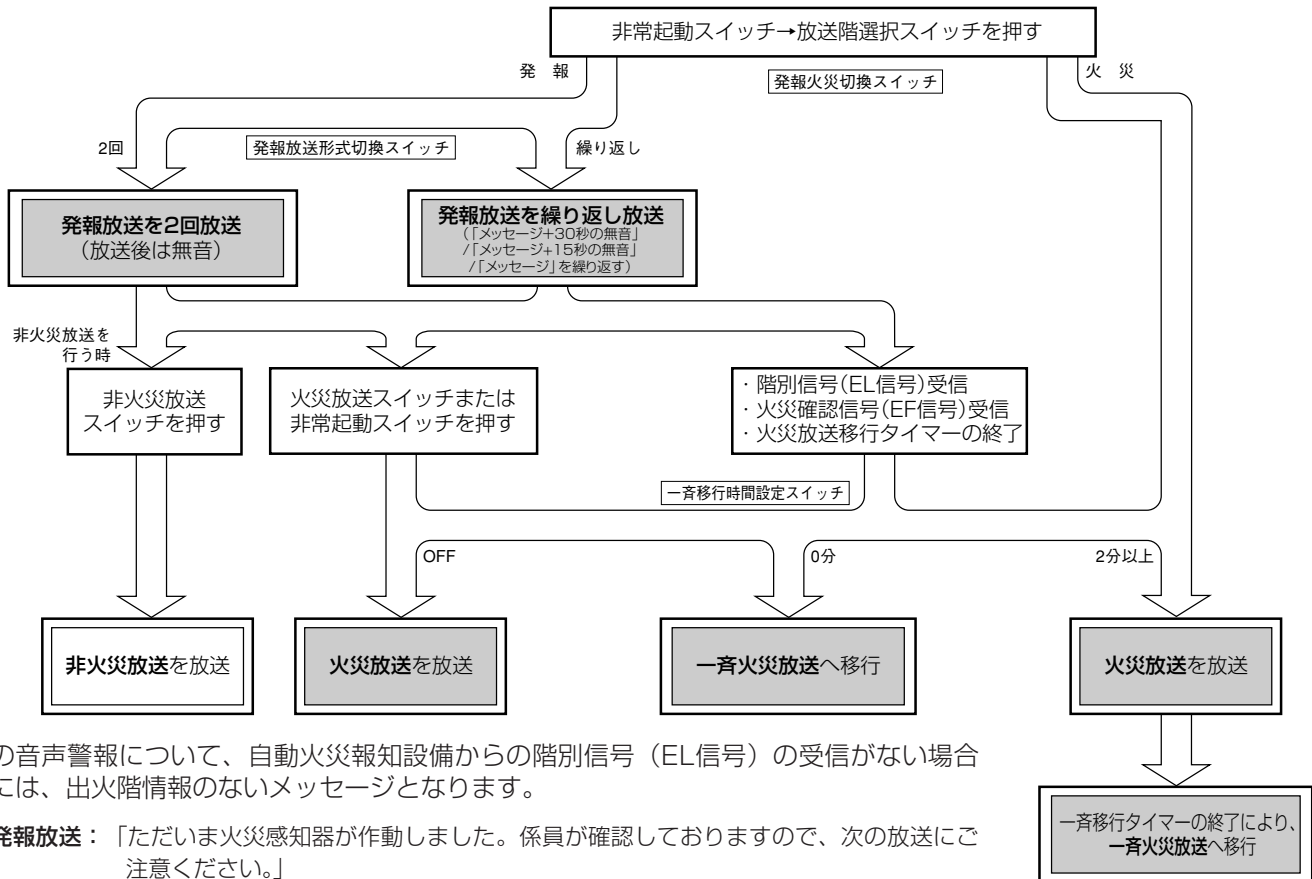 非常起動スイッチ→放送階選択スイッチを押す
発　報
発報火災切換スイッチ
火　災
2回
発報放送形式切換スイッチ
繰り返し
発報放送を2回放送
(放送後は無音)
発報放送を繰り返し放送
(「メッセージ+30秒の無音」
/「メッセージ+15秒の無音」
/「メッセージ」を繰り返す)
非火災放送を
行う時
非火災放送
スイッチを押す
火災放送スイッチまたは
非常起動スイッチを押す
・階別信号(EL信号)受信
・火災確認信号(EF信号)受信
・火災放送移行タイマーの終了
一斉移行時間設定スイッチ
OFF
0分
2分以上
非火災放送を放送
火災放送を放送
一斉火災放送へ移行
火災放送を放送
の音声警報について、自動火災報知設備からの階別信号（EL信号）の受信がない場合
には、出火階情報のないメッセージとなります。
発報放送：「ただいま火災感知器が作動しました。係員が確認しておりますので、次の放送にご
注意ください。」
一斉移行タイマーの終了により、
一斉火災放送へ移行